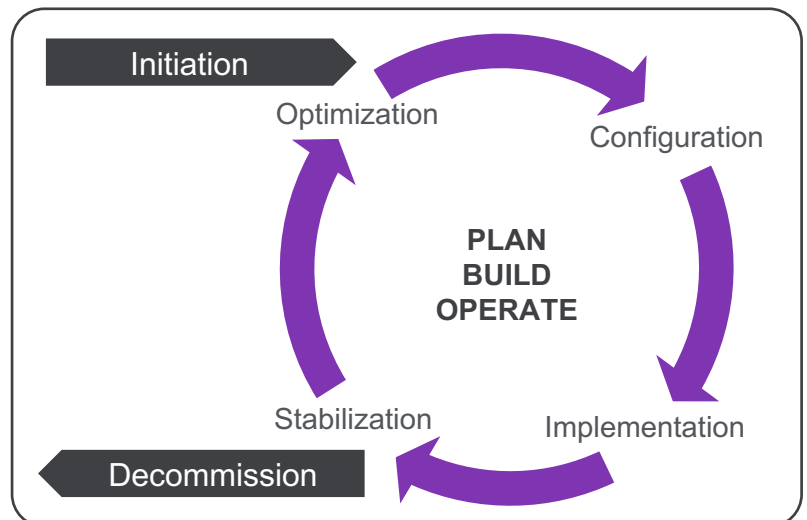 Initiation
Optimization
Configuration
PLAN
BUILD
OPERATE
Stabilization
Implementation
Decommission